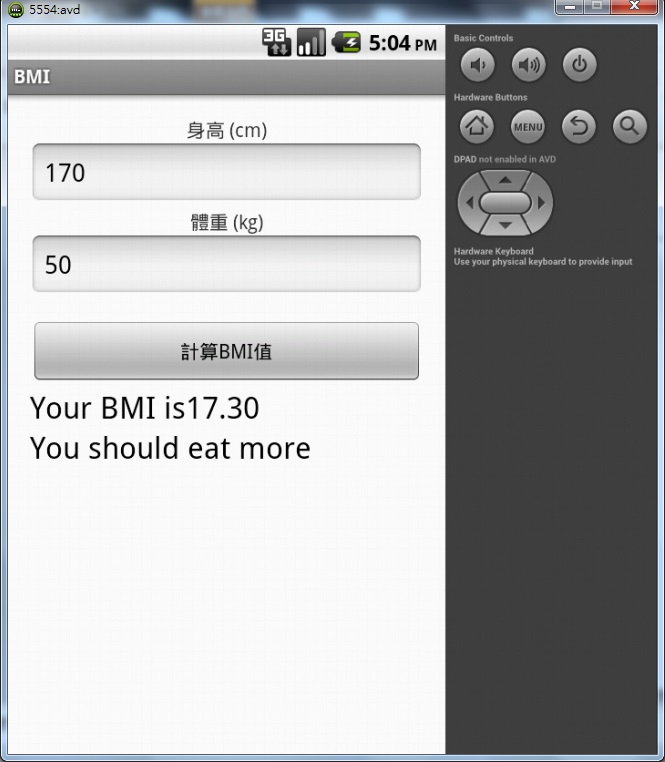 5554:avd
3G
5:04 PM
BMI
身高 (cm)
170
體重 (kg)
50
計算BMI值
Your BMI is17.30
You should eat more
Basic Controls
Hardware Buttons
MENU
DPAD not enabled in AVD
Hardware Keyboard
Use your physical keyboard to provide input